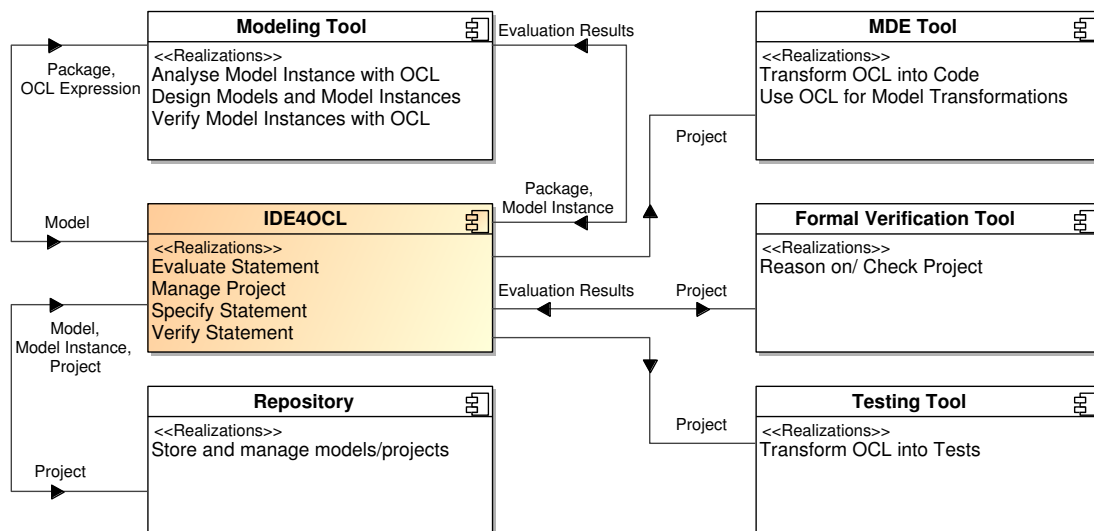 Modeling Tool
<<Realizations>>
Analyse Model Instance with OCL
Design Models and Model Instances
Verify Model Instances with OCL
Package,
OCL Expression
Evaluation Results
MDE Tool
<<Realizations>>
Transform OCL into Code
Use OCL for Model Transformations
Project
Package,
Model Instance
Model
IDE4OCL
<<Realizations>>
Evaluate Statement
Manage Project
Specify Statement
Verify Statement
Formal Verification Tool
<<Realizations>>
Reason on/ Check Project
Evaluation Results
Project
Model,
Model Instance,
Project
Repository
<<Realizations>>
Store and manage models/projects
Project
Testing Tool
<<Realizations>>
Transform OCL into Tests
Project